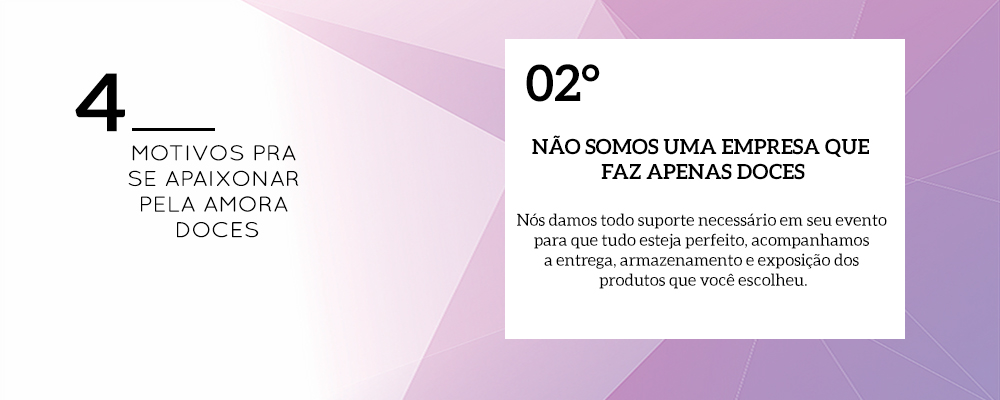 4
MOTIVOS PRA
SE APAIXONAR
PELA AMORA
DOCES
02º
NÃO SOMOS UMA EMPRESA QUE
FAZ APENAS DOCES
Nós damos todo suporte necessário em seu evento
para que tudo esteja perfeito, acompanhamos
a entrega, armazenamento e exposição dos
produtos que você escolheu.